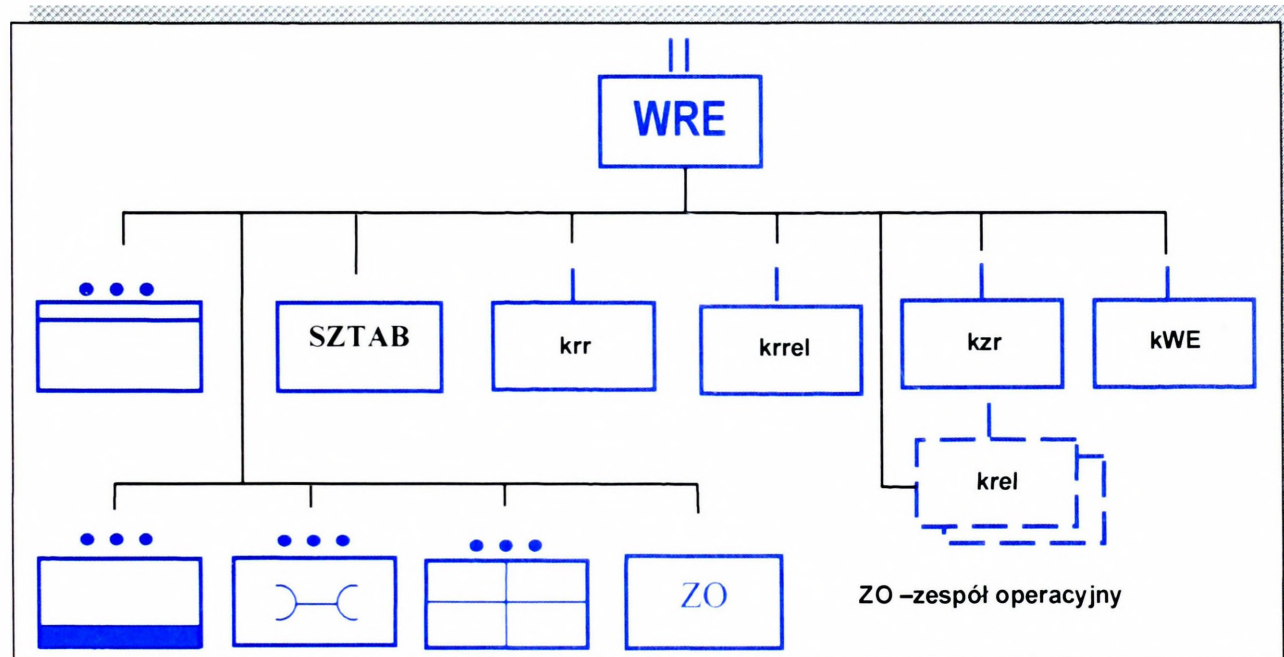 WRE
SZTAB
krr
krrel
kzr
kWE
krel
ZO
ZO –zespół operacyjny